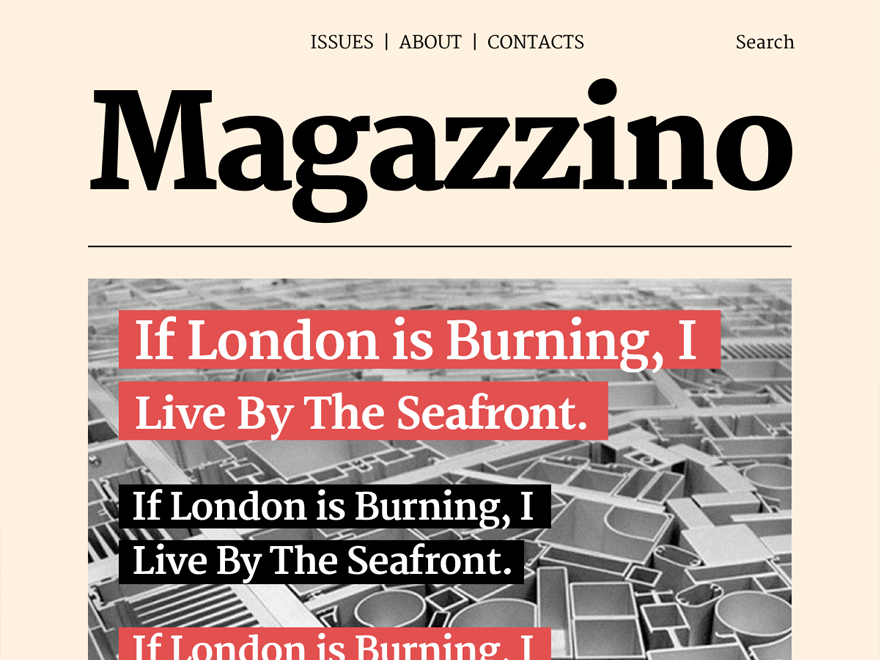 ISSUES | ABOUT | CONTACTS Search
Magazzino
If London is Burning, I
Live By The Seafront.
If London is Burning, I
Live By The Seafront.
If London is Burning, I